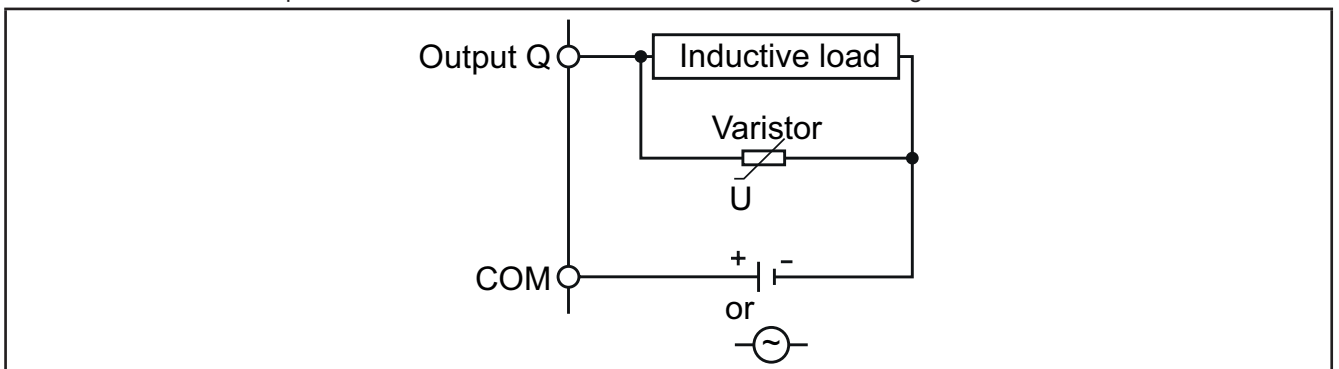 Output Q
Inductive load
Varistor
U
COM
+ -
or
~